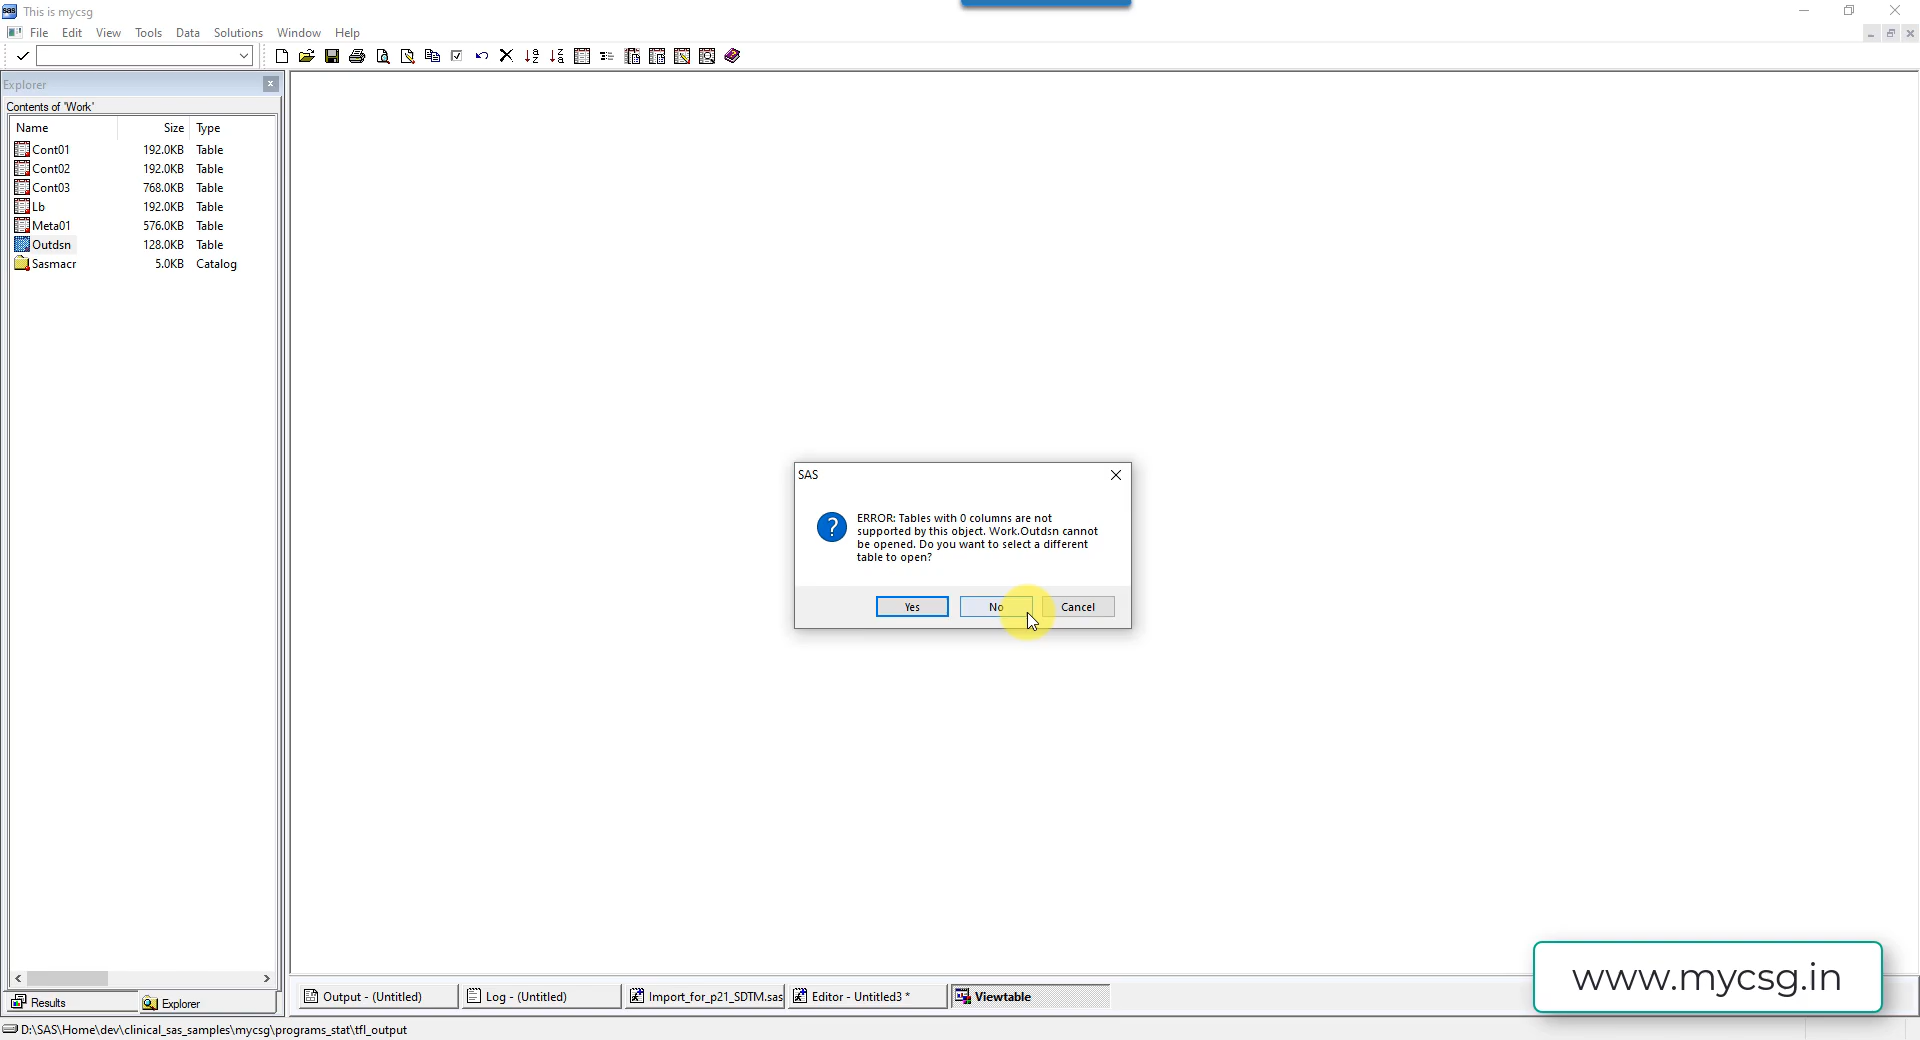 This is mycsg
File Edit View Tools Data Solutions Window Help
Explorer
Contents of 'Work'
Name Size Type
Cont01 192.0KB Table
Cont02 192.0KB Table
Cont03 768.0KB Table
Lb 192.0KB Table
Meta01 576.0KB Table
Outdsn 128.0KB Table
Sasmacr 5.0KB Catalog
SAS
ERROR: Tables with 0 columns are not
supported by this object. Work.Outdsn cannot
be opened. Do you want to select a different
table to open?
Yes No Cancel
www.mycsg.in
Results Explorer
Output - (Untitled) Log - (Untitled) Import_for_p21_SDTM.sas Editor - Untitled3 * Viewtable
D:\SAS\Home\dev\clinical_sas_samples\mycsg\programs_stat\tfl_output